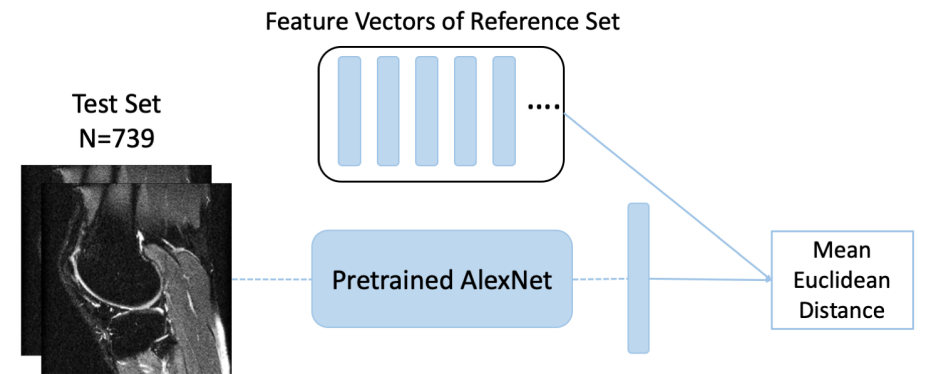 Feature Vectors of Reference Set
....
Test Set
N=739
Pretrained AlexNet
Mean
Euclidean
Distance